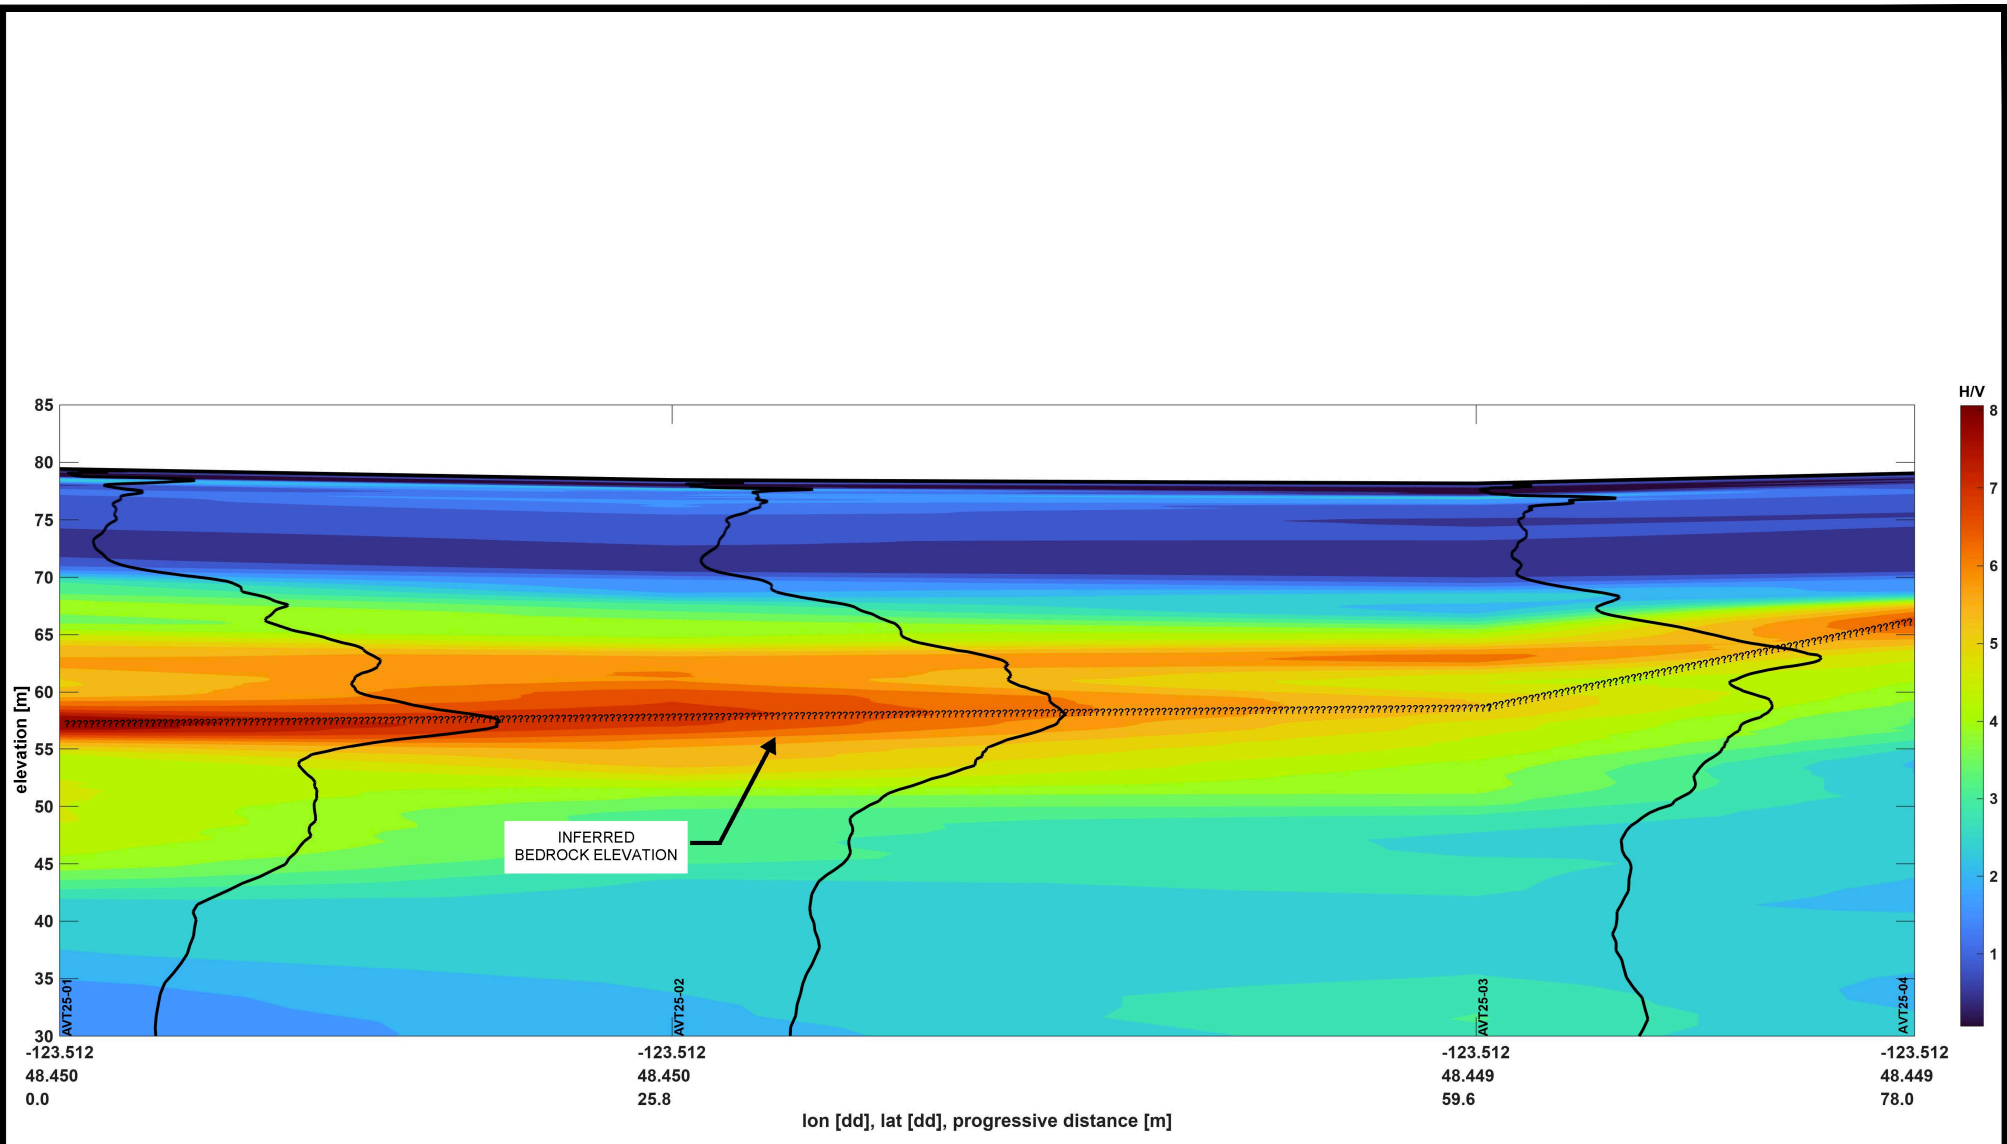 H/V
85
80
75
70
65
60
55
50
45
40
35
30
elevation [m]
8
7
6
5
4
3
2
1
INFERRED
BEDROCK ELEVATION
AVT25-01
AVT25-02
AVT25-03
AVT25-04
-123.512 -123.512 -123.512 -123.512
48.450 48.450 48.449 48.449
0.0 25.8 59.6 78.0
lon [dd], lat [dd], progressive distance [m]